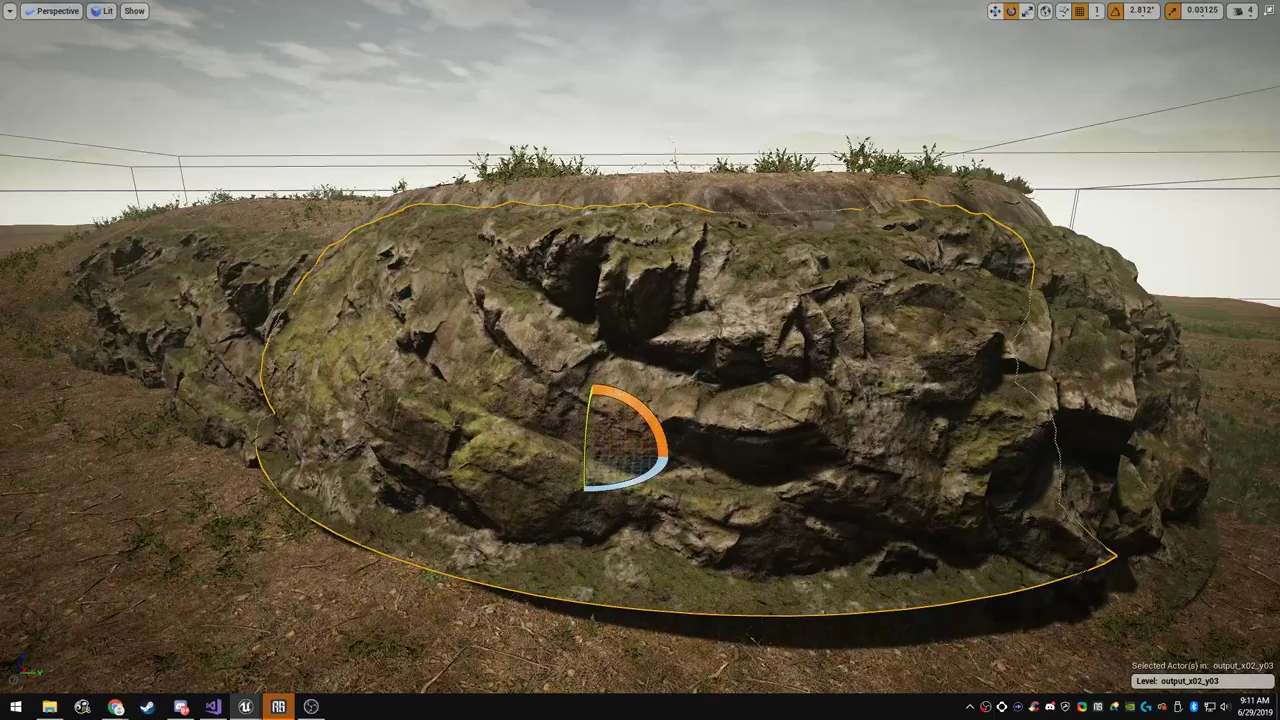 Perspective Lit Show 1 2.812° 0.03125 4
Selected Actor(s) in: output_x02_y03
Level: output_x02_y03
Y
9:11 AM
6/29/2019